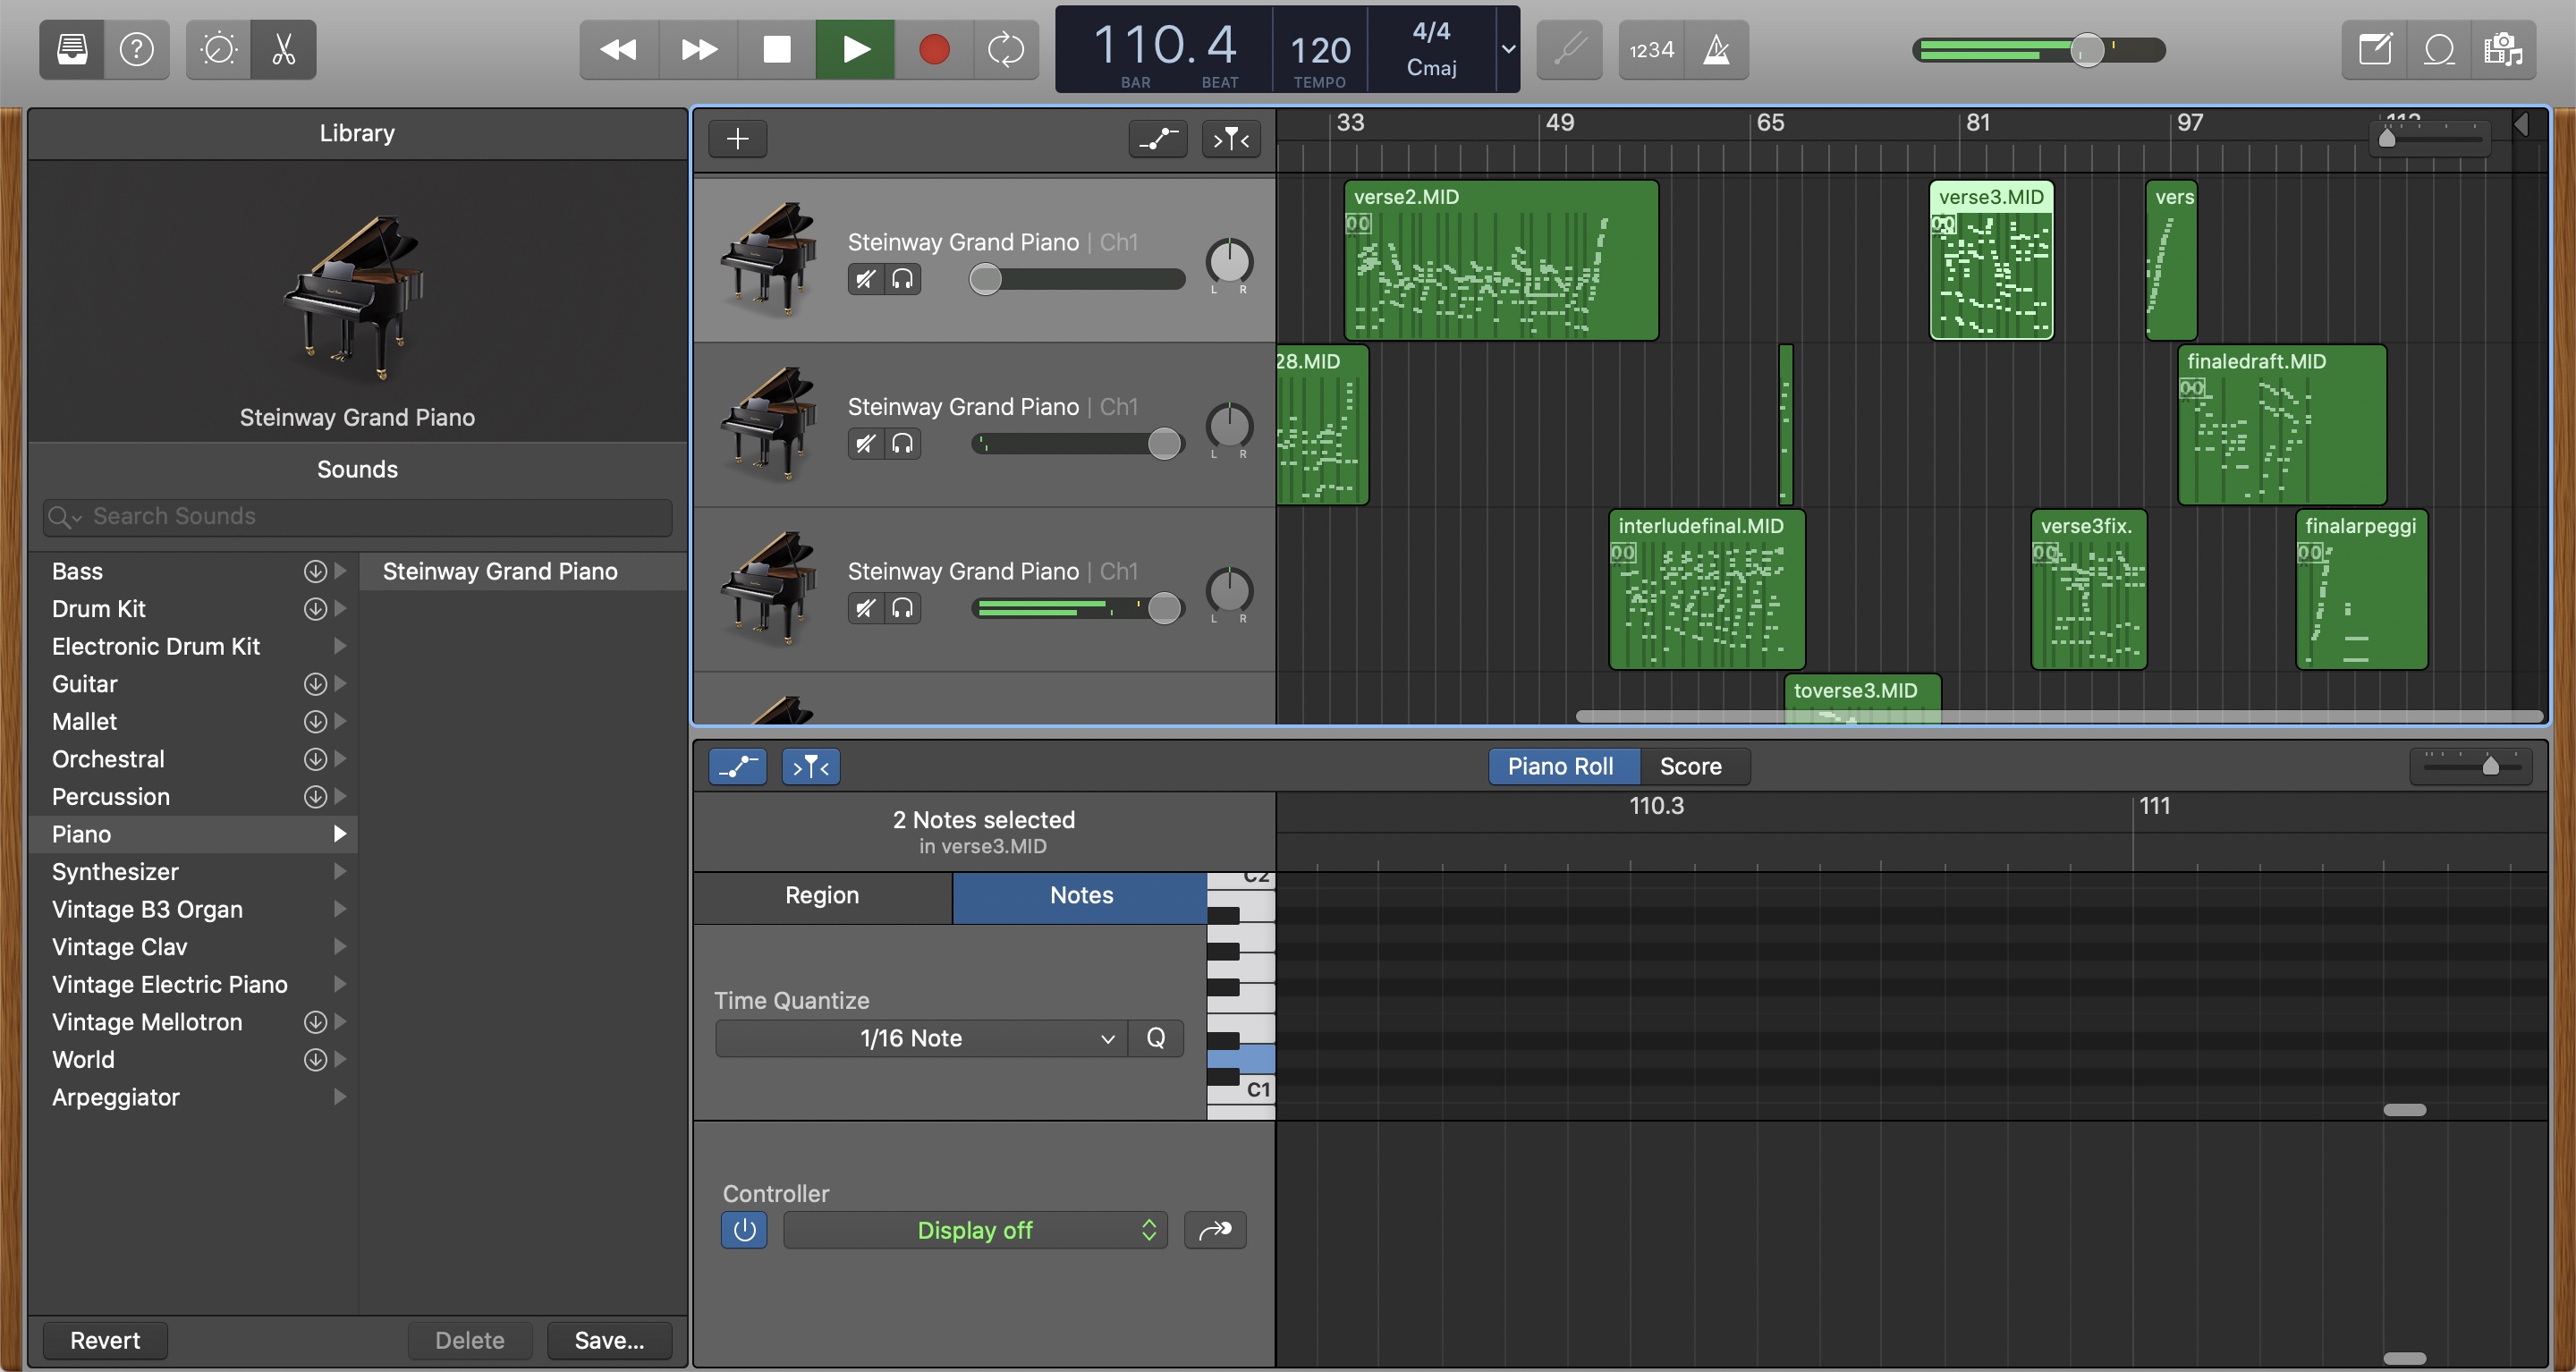 110.4
BAR BEAT
120
TEMPO
4/4
Cmaj
1234
Library
Steinway Grand Piano
Sounds
Search Sounds
Bass
Drum Kit
Electronic Drum Kit
Guitar
Mallet
Orchestral
Percussion
Piano
Synthesizer
Vintage B3 Organ
Vintage Clav
Vintage Electric Piano
Vintage Mellotron
World
Arpeggiator
Steinway Grand Piano
Revert
Delete
Save...
33 49 65 81 97
Steinway Grand Piano | Ch1
L R
verse2.MID
verse3.MID
vers
Steinway Grand Piano | Ch1
L R
28.MID
finaledraft.MID
Steinway Grand Piano | Ch1
L R
interludefinal.MID
verse3fix.
finalarpeggi
toverse3.MID
Piano Roll
Score
2 Notes selected
in verse3.MID
110.3 111
Region
Notes
C2
Time Quantize
1/16 Note
Q
C1
Controller
Display off